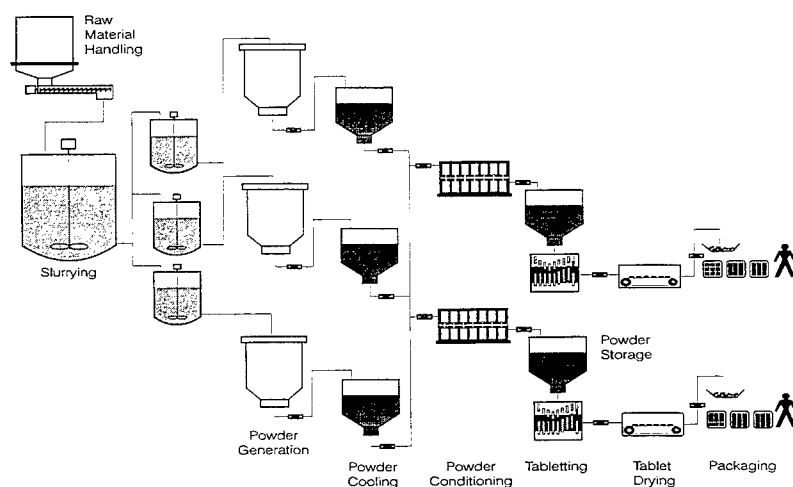 Raw
Material
Handling
Slurrying
Powder
Generation
Powder
Cooling
Powder
Conditioning
Powder
Storage
Tabletting
Tablet
Drying
Packaging